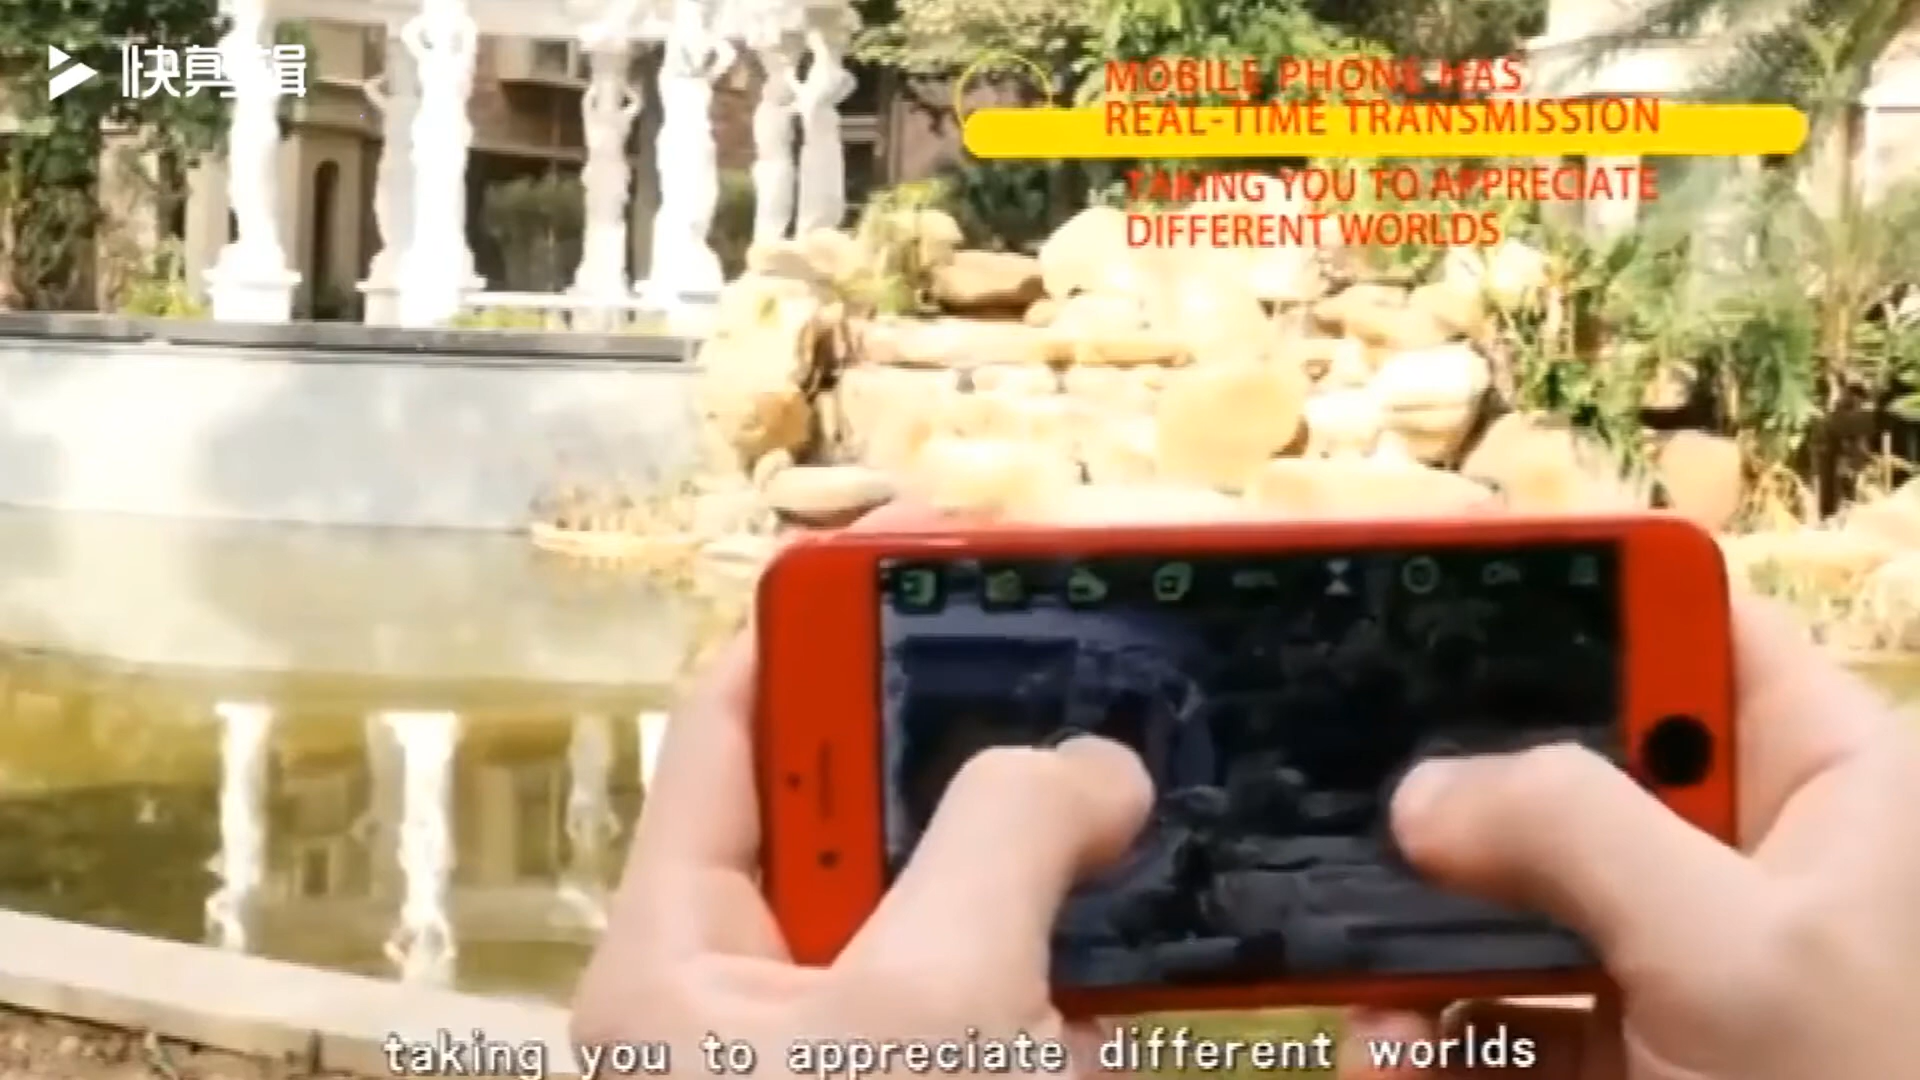 快剪辑
MOBILE PHONE HAS
REAL-TIME TRANSMISSION
TAKING YOU TO APPRECIATE
DIFFERENT WORLDS
taking you to appreciate different worlds